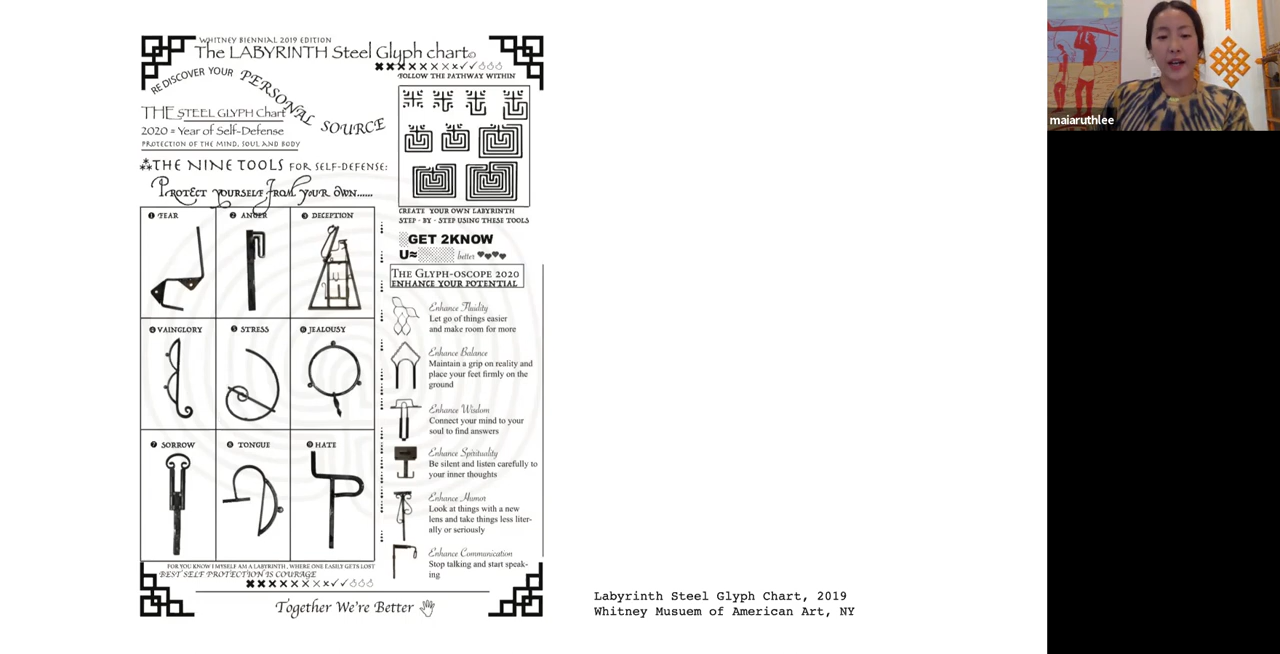 WHITNEY BIENNIAL 2019 EDITION
The LABYRINTH Steel Glyph chart
FOLLOW THE PATHWAY WITHIN
REDISCOVER YOUR PERSONAL SOURCE
THE STEEL GLYPH Chart
2020 = Year of Self-Defense
PROTECTION OF THE MIND, SOUL AND BODY
THE NINE TOOLS FOR SELF-DEFENSE:
PROTECT YOURSELF FROM YOUR OWN......
1 FEAR
2 ANGER
3 DECEPTION
4 VAINGLORY
5 STRESS
6 JEALOUSY
7 SORROW
8 TONGUE
9 HATE
FOR YOU KNOW I MYSELF AM A LABYRINTH, WHERE ONE EASILY GETS LOST
BEST SELF PROTECTION IS COURAGE
CREATE YOUR OWN LABYRINTH
STEP - BY - STEP USING THESE TOOLS
GET 2KNOW
U≈ better ♥♥♥♥
THE GLYPH-OSCOPE 2020
ENHANCE YOUR POTENTIAL
Enhance Fluidity
Let go of things easier
and make room for more
Enhance Balance
Maintain a grip on reality and
place your feet firmly on the
ground
Enhance Wisdom
Connect your mind to your
soul to find answers
Enhance Spirituality
Be silent and listen carefully to
your inner thoughts
Enhance Humor
Look at things with a new
lens and take things less liter-
ally or seriously
Enhance Communication
Stop talking and start speak-
ing
Together We're Better
Labyrinth Steel Glyph Chart, 2019
Whitney Musuem of American Art, NY
maiaruthlee